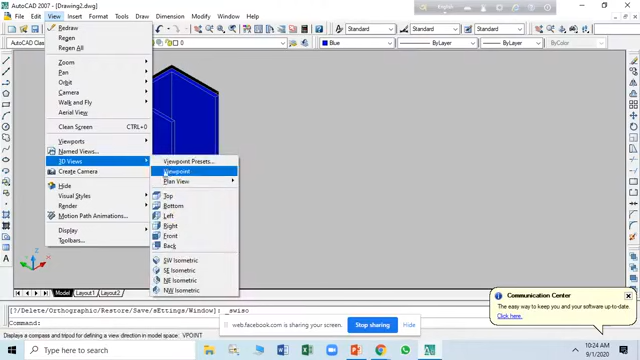 AutoCAD 2007 - [Drawing2.dwg]
English
File View Insert Format Tools Draw Dimension Modify Window Help
AutoCAD Classic
0
Standard
Standard
Blue
ByLayer
ByLayer
ByColor
Redraw
Regen
Regen All
Zoom
Pan
Orbit
Camera
Walk and Fly
Aerial View
Clean Screen CTRL+0
Viewports
Named Views...
3D Views
Create Camera
Hide
Visual Styles
Render
Motion Path Animations...
Display
Toolbars...
Viewpoint Presets...
Viewpoint
Plan View
Top
Bottom
Left
Right
Front
Back
SW Isometric
SE Isometric
NE Isometric
NW Isometric
Model Layout1 Layout2
Communication Center
The easy way to keep you and your software up-to-date.
Click here.
[?/Delete/Orthographic/Restore/Save/sEttings/Window]: _swiso
Command:
web.facebook.com is sharing your screen.
Stop sharing
Hide
Displays a compass and tripod for defining a view direction in model space: VPOINT
Type here to search
10:24 AM
9/1/2020